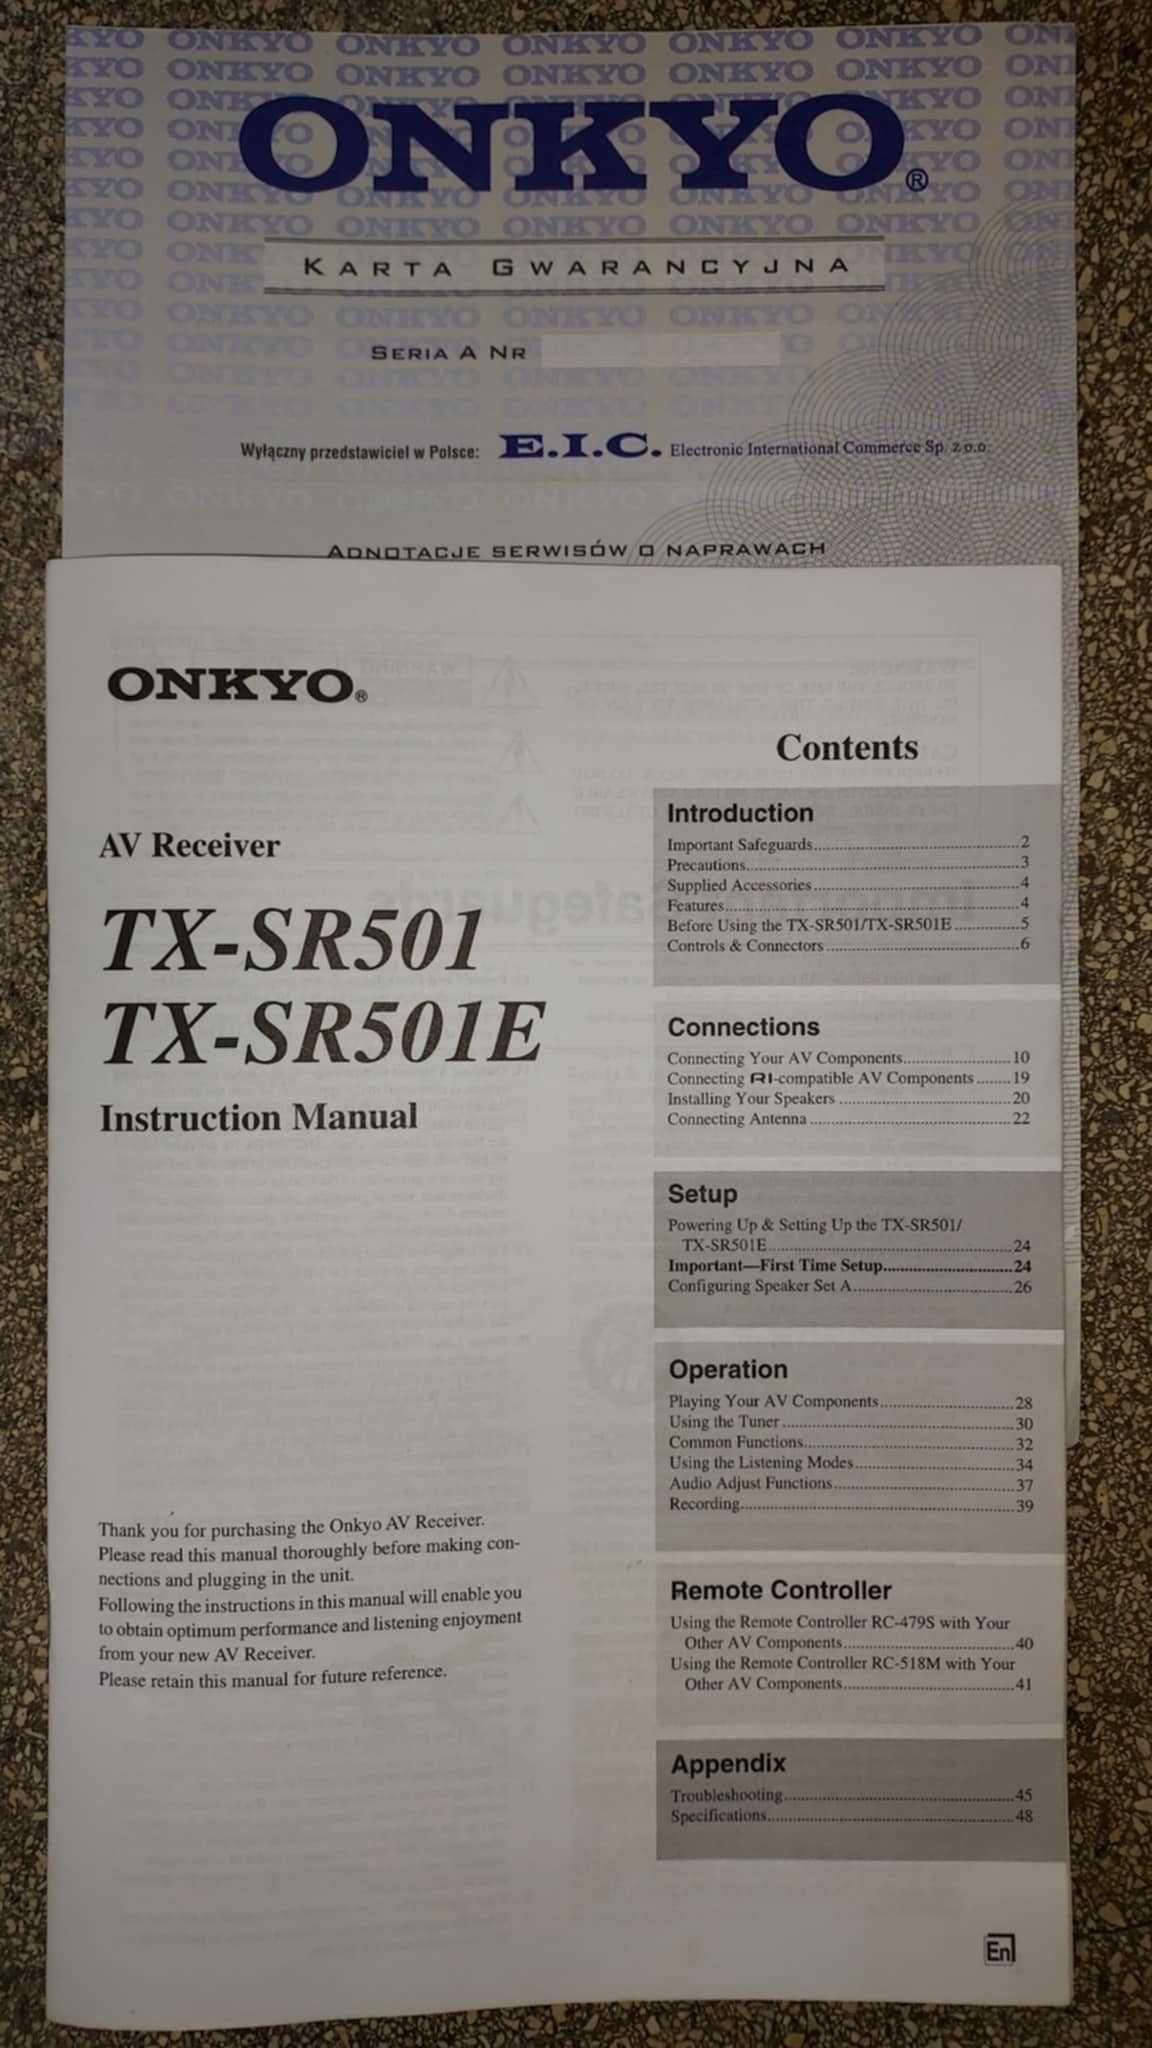 ONKYO®
KARTA GWARANCYJNA
SERIA A NR
Wyłączny przedstawiciel w Polsce: E.I.C. Electronic International Commerce Sp. z o.o.
ADNOTACJE SERWISÓW O NAPRAWACH
ONKYO®
AV Receiver
TX-SR501
TX-SR501E
Instruction Manual
Thank you for purchasing the Onkyo AV Receiver.
Please read this manual thoroughly before making con-
nections and plugging in the unit.
Following the instructions in this manual will enable you
to obtain optimum performance and listening enjoyment
from your new AV Receiver.
Please retain this manual for future reference.
Contents
Introduction
Important Safeguards 2
Precautions 3
Supplied Accessories 4
Features 4
Before Using the TX-SR501/TX-SR501E 5
Controls & Connectors 6
Connections
Connecting Your AV Components 10
Connecting RI-compatible AV Components 19
Installing Your Speakers 20
Connecting Antenna 22
Setup
Powering Up & Setting Up the TX-SR501/
TX-SR501E 24
Important—First Time Setup 24
Configuring Speaker Set A 26
Operation
Playing Your AV Components 28
Using the Tuner 30
Common Functions 32
Using the Listening Modes 34
Audio Adjust Functions 37
Recording 39
Remote Controller
Using the Remote Controller RC-479S with Your
Other AV Components 40
Using the Remote Controller RC-518M with Your
Other AV Components 41
Appendix
Troubleshooting 45
Specifications 48
En